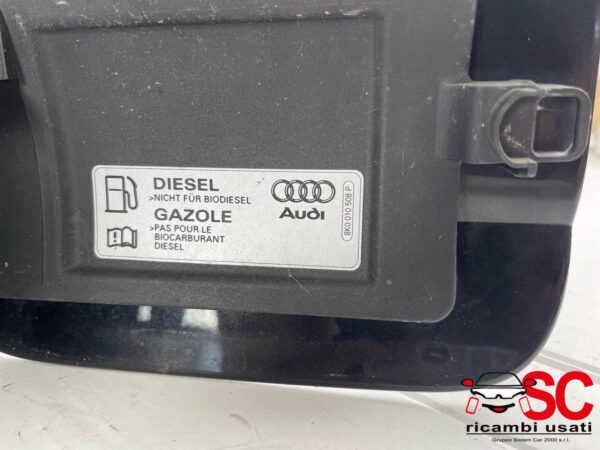 DIESEL
>NICHT FÜR BIODIESEL
GAZOLE
>PAS POUR LE
BIOCARBURANT
DIESEL
Audi
8K0 010 508 P
SC
ricambi usati
Gruppo Sistem Car 2000 s.r.l.